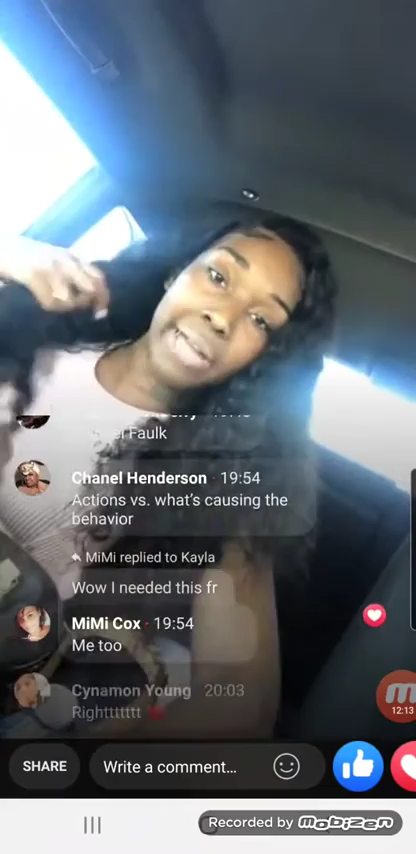 Faulk
Chanel Henderson · 19:54
Actions vs. what's causing the
behavior
MiMi replied to Kayla
Wow I needed this fr
MiMi Cox · 19:54
Me too
Cynamon Young 20:03
Righttttttt
12:13
SHARE
Write a comment...
Recorded by mobizen